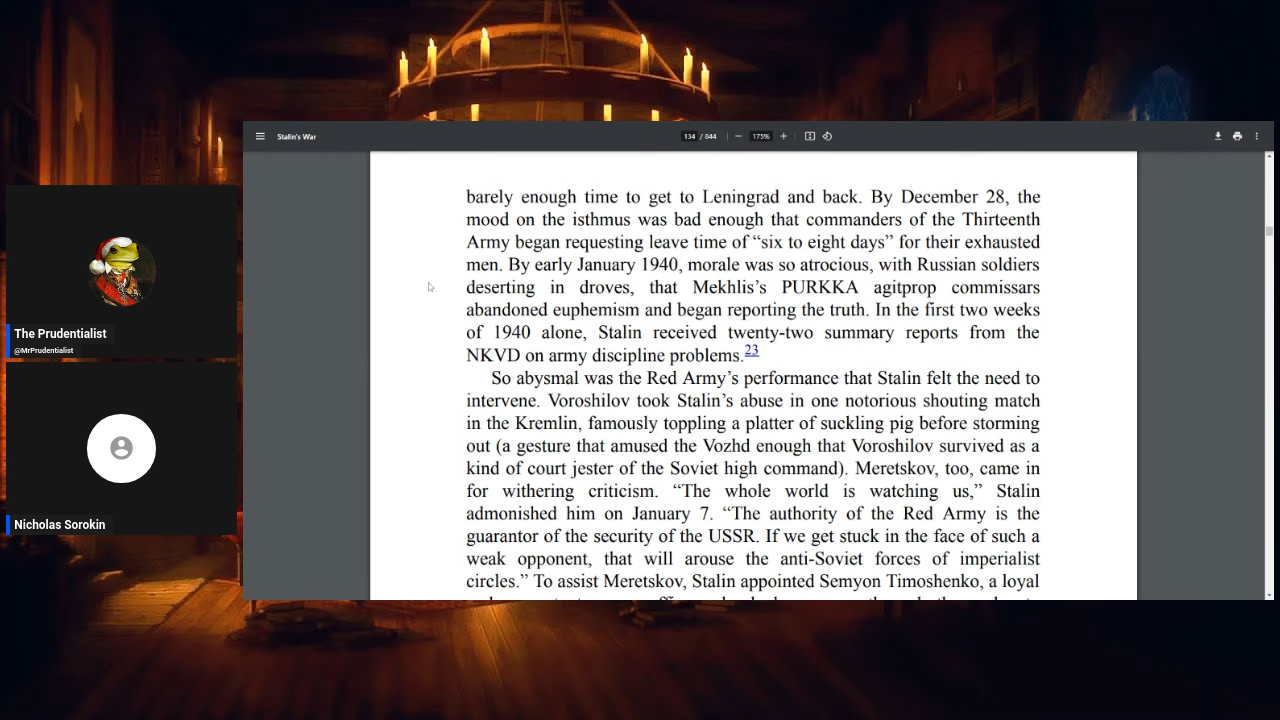 Stalin's War
134 / 844
175%
barely enough time to get to Leningrad and back. By December 28, the
mood on the isthmus was bad enough that commanders of the Thirteenth
Army began requesting leave time of “six to eight days” for their exhausted
men. By early January 1940, morale was so atrocious, with Russian soldiers
deserting in droves, that Mekhlis’s PURKKA agitprop commissars
abandoned euphemism and began reporting the truth. In the first two weeks
of 1940 alone, Stalin received twenty-two summary reports from the
NKVD on army discipline problems.23
So abysmal was the Red Army’s performance that Stalin felt the need to
intervene. Voroshilov took Stalin’s abuse in one notorious shouting match
in the Kremlin, famously toppling a platter of suckling pig before storming
out (a gesture that amused the Vozhd enough that Voroshilov survived as a
kind of court jester of the Soviet high command). Meretskov, too, came in
for withering criticism. “The whole world is watching us,” Stalin
admonished him on January 7. “The authority of the Red Army is the
guarantor of the security of the USSR. If we get stuck in the face of such a
weak opponent, that will arouse the anti-Soviet forces of imperialist
circles.” To assist Meretskov, Stalin appointed Semyon Timoshenko, a loyal
The Prudentialist
@MrPrudentialist
Nicholas Sorokin